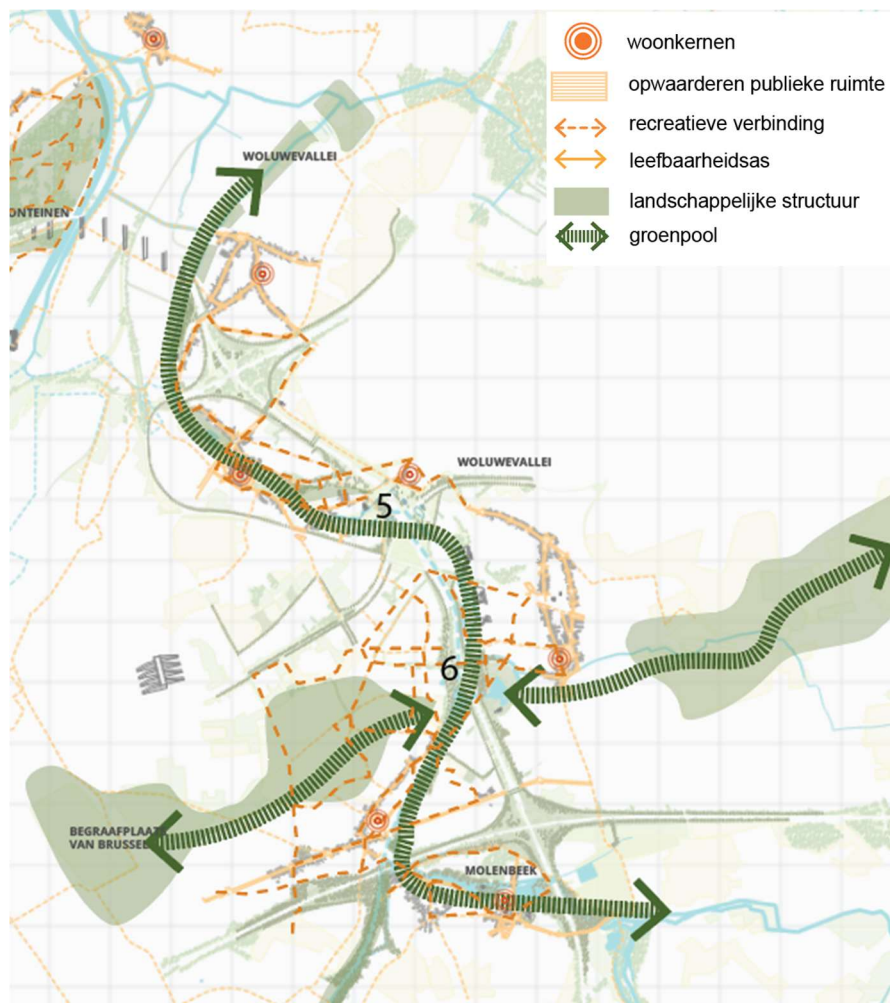 woonkernen
opwaarderen publieke ruimte
recreatieve verbinding
leefbaarheidsas
landschappelijke structuur
groenpool
WOLUWEVALLEI
ONTEINEN
WOLUWEVALLEI
5
6
BEGRAAFPLAATS
VAN BRUSSEL
MOLENBEEK